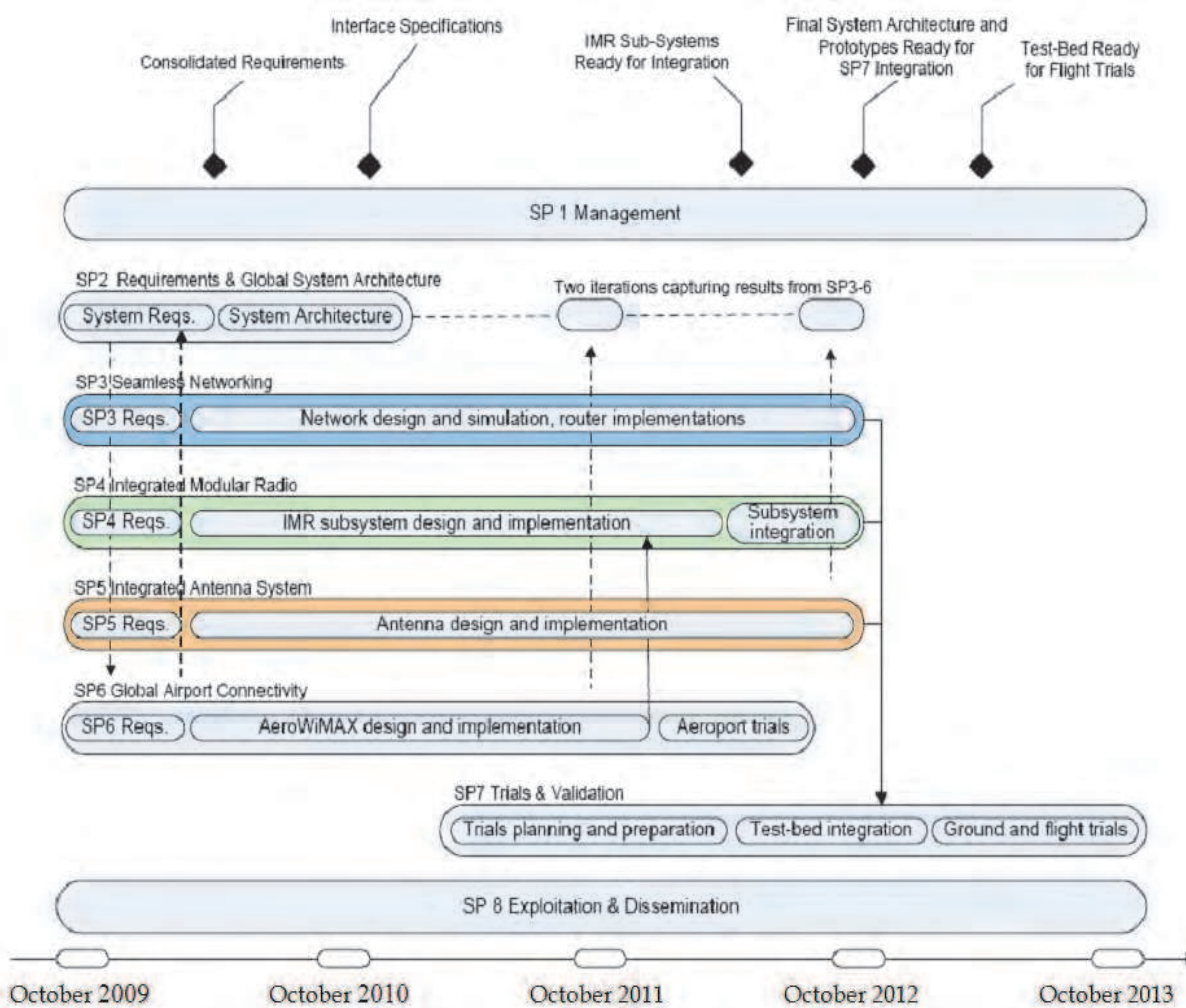 Interface Specifications
Consolidated Requirements
IMR Sub-Systems
Ready for Integration
Final System Architecture and
Prototypes Ready for
SP7 Integration
Test-Bed Ready
for Flight Trials
SP 1 Management
SP2 Requirements & Global System Architecture
System Reqs.
System Architecture
Two iterations capturing results from SP3-6
SP3 Seamless Networking
SP3 Reqs.
Network design and simulation, router implementations
SP4 Integrated Modular Radio
SP4 Reqs.
IMR subsystem design and implementation
Subsystem
integration
SP5 Integrated Antenna System
SP5 Reqs.
Antenna design and implementation
SP6 Global Airport Connectivity
SP6 Reqs.
AeroWiMAX design and implementation
Aeroport trials
SP7 Trials & Validation
Trials planning and preparation
Test-bed integration
Ground and flight trials
SP 8 Exploitation & Dissemination
October 2009
October 2010
October 2011
October 2012
October 2013